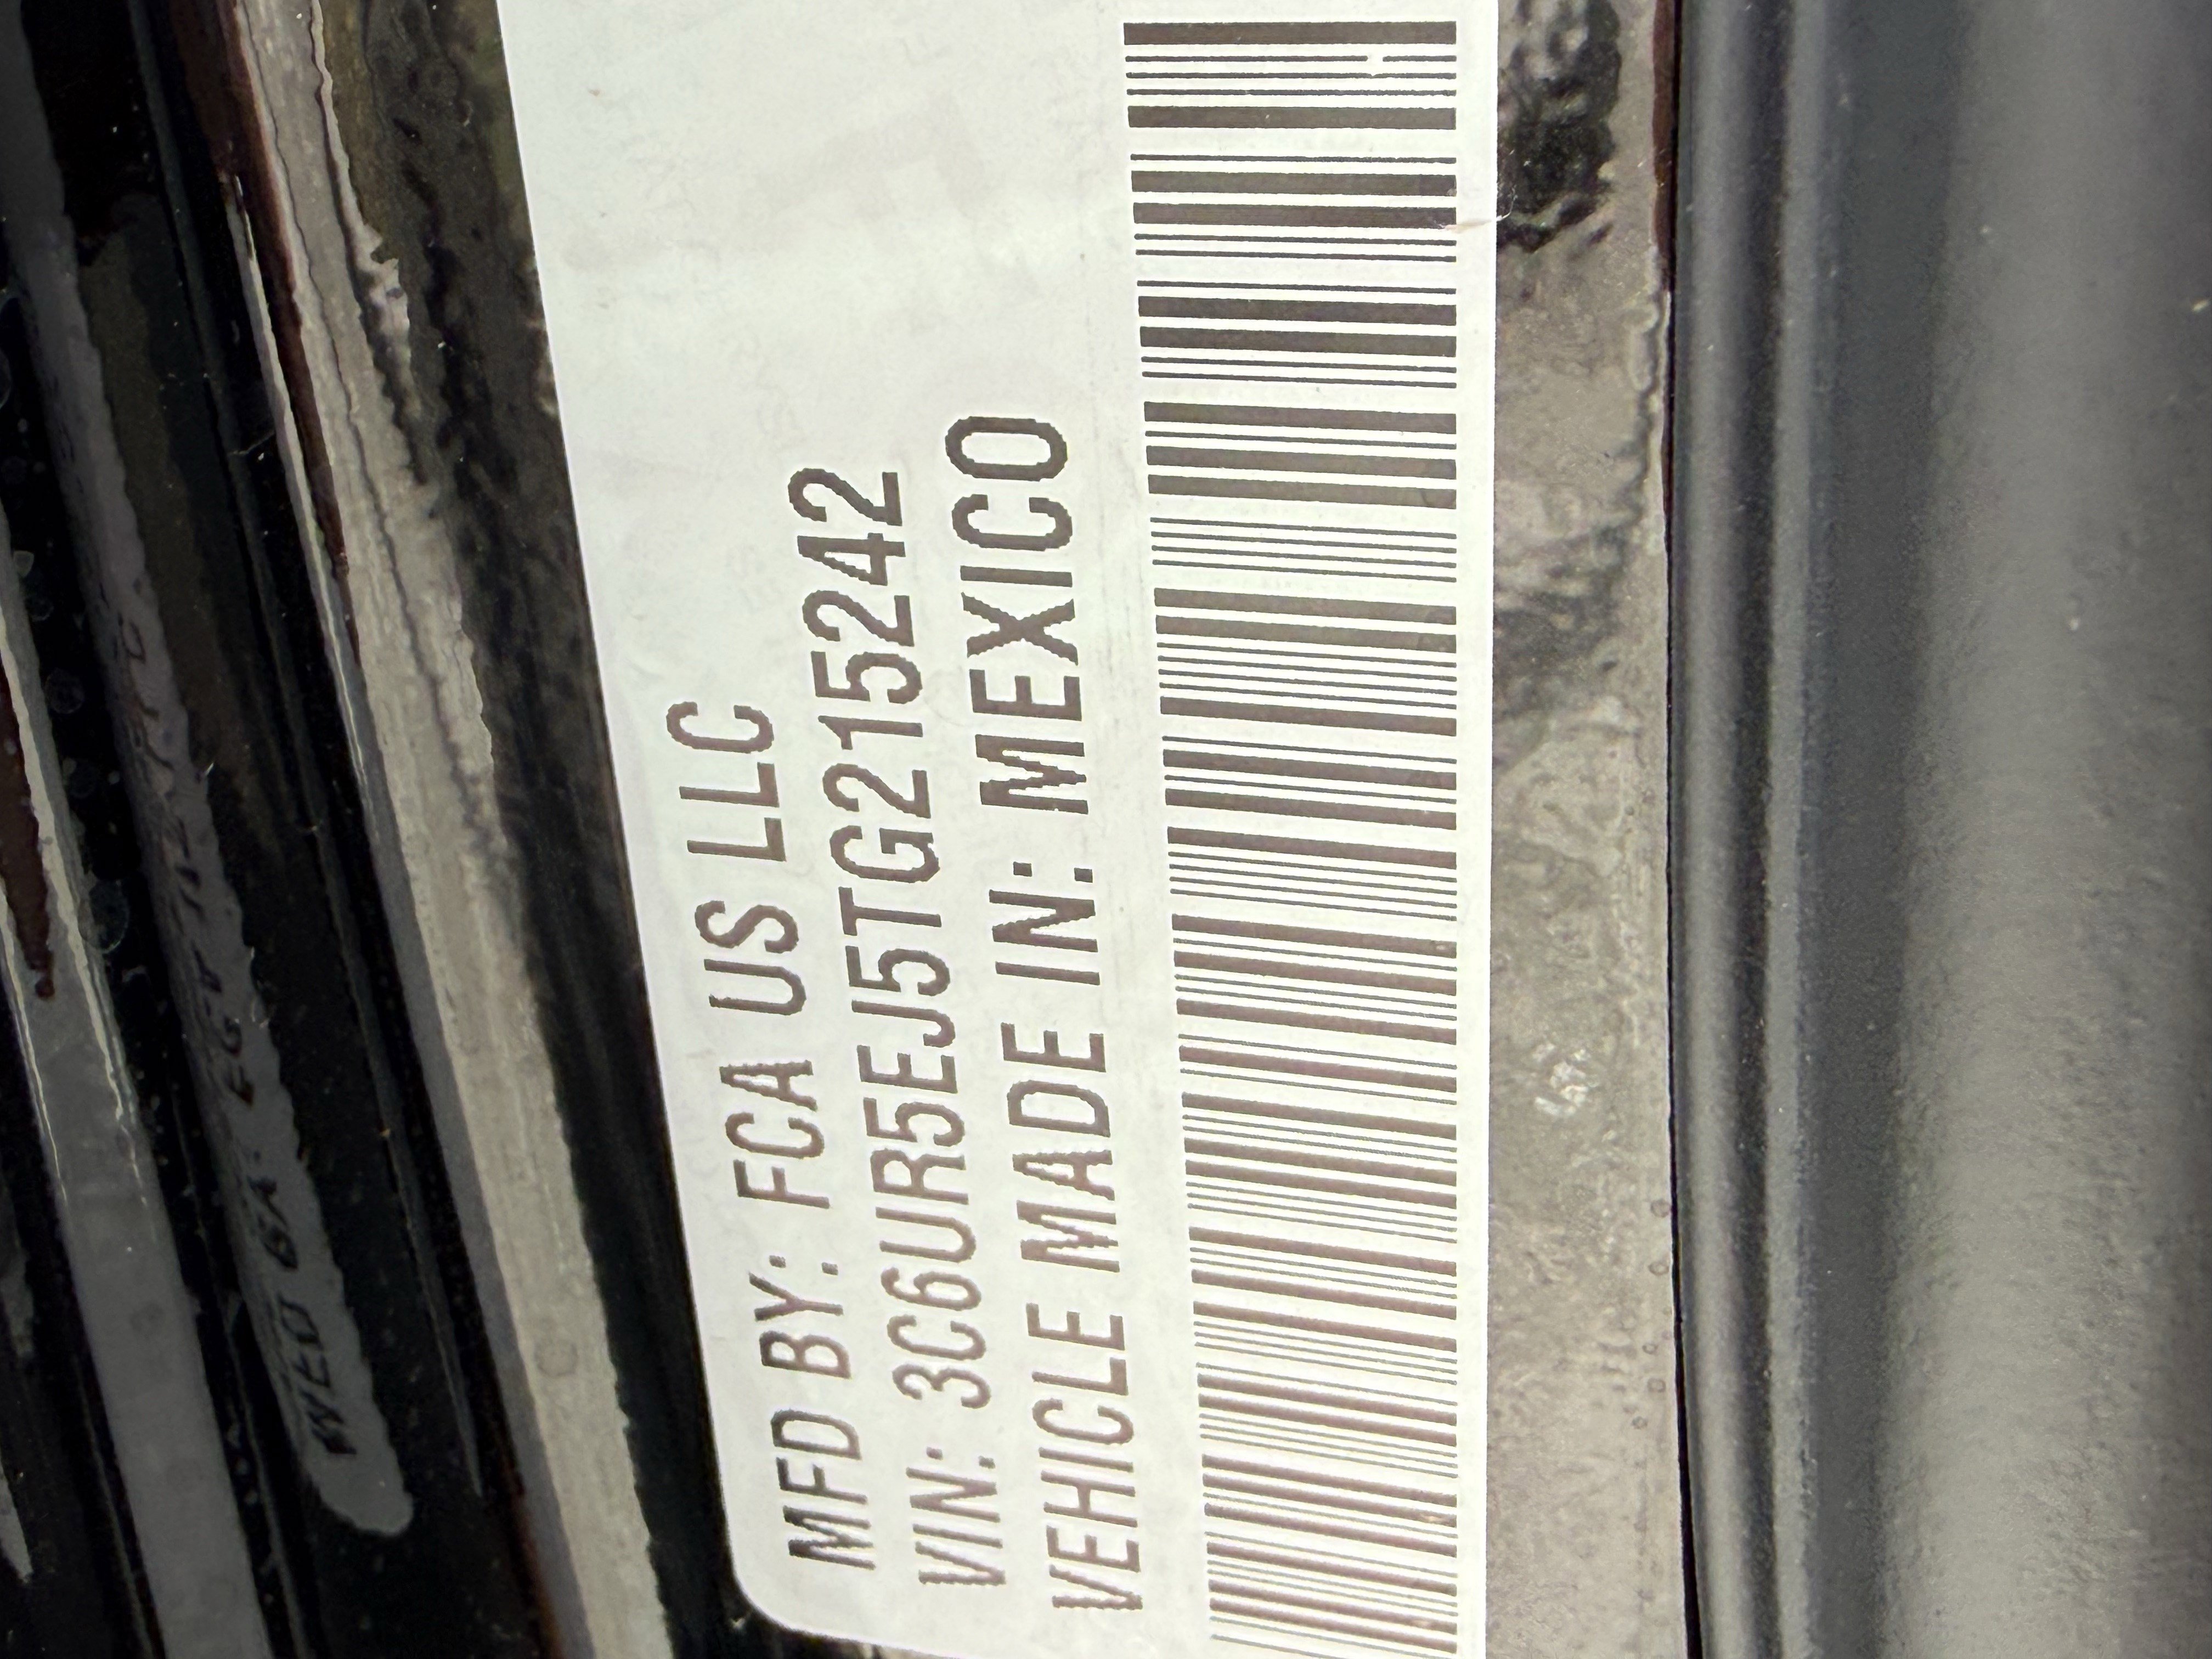 MFD BY: FCA US LLC
VIN: 3C6UR5EJ5TG215242
VEHICLE MADE IN: MEXICO